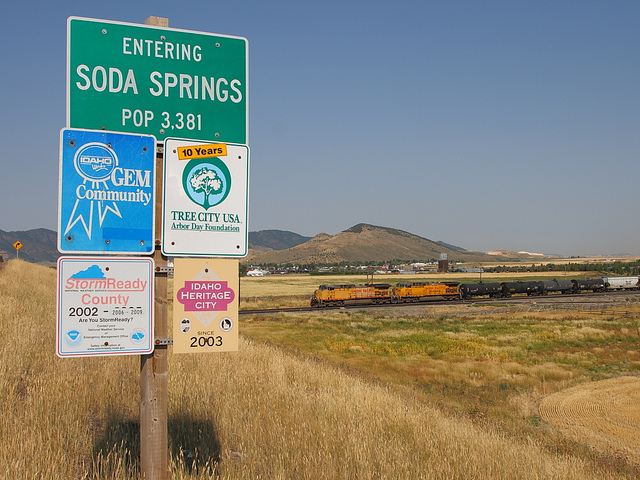 ENTERING
SODA SPRINGS
POP 3,381
IDAHO
GEM
Community
10 Years
TREE CITY USA
Arbor Day Foundation
StormReady
County
2002 - 2006 - 2009
Are You StormReady?
IDAHO
HERITAGE
CITY
SINCE
2003